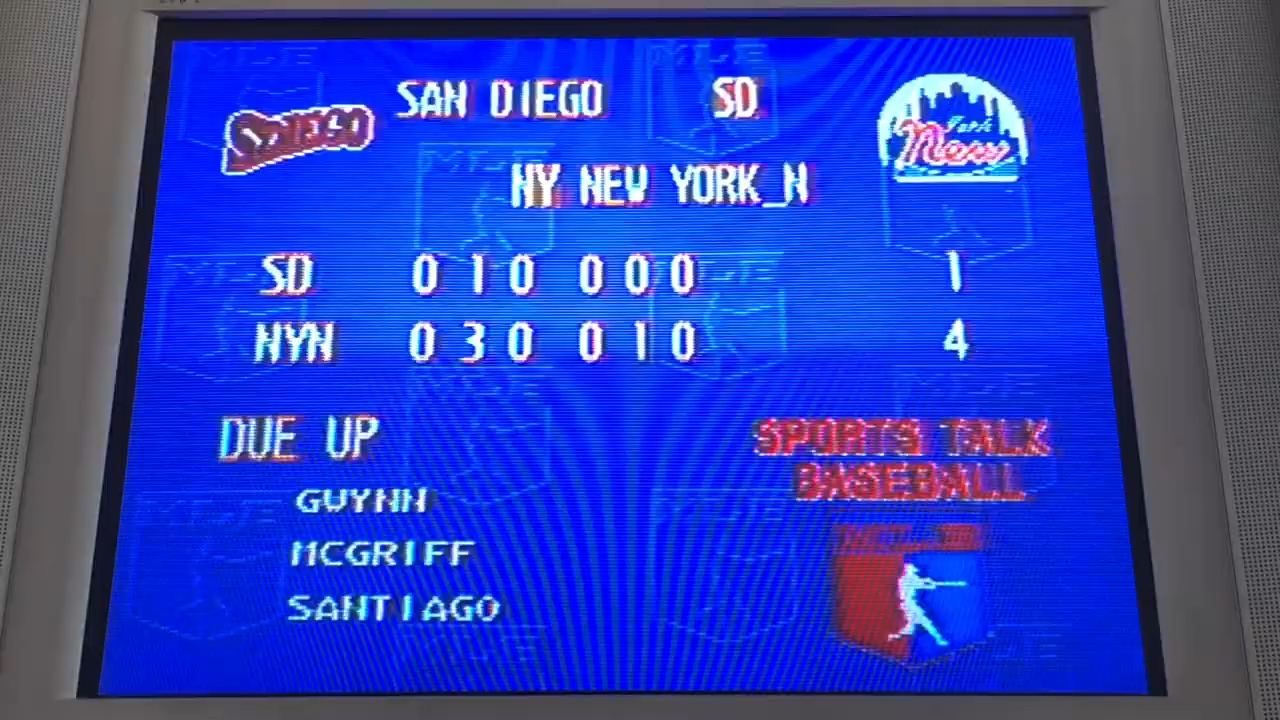 SAN DIEGO SD
NY NEW YORK_N
SD 0 1 0 0 0 0 1
NYN 0 3 0 0 1 0 4
DUE UP
GWYNN
MCGRIFF
SANTIAGO
SPORTS TALK
BASEBALL